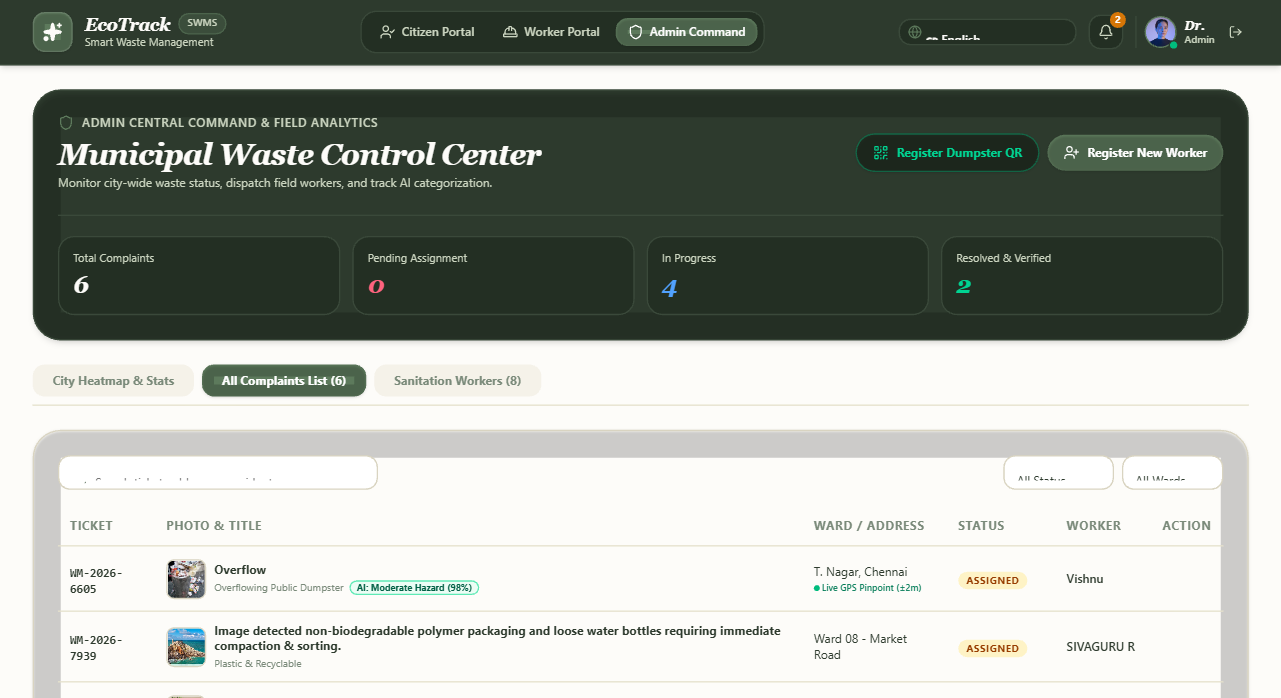 EcoTrack SWMS
Smart Waste Management
Citizen Portal
Worker Portal
Admin Command
English
2
Dr.
Admin
ADMIN CENTRAL COMMAND & FIELD ANALYTICS
Municipal Waste Control Center
Monitor city-wide waste status, dispatch field workers, and track AI categorization.
Register Dumpster QR
Register New Worker
Total Complaints
6
Pending Assignment
0
In Progress
4
Resolved & Verified
2
City Heatmap & Stats
All Complaints List (6)
Sanitation Workers (8)
All Status
All Wards
TICKET
PHOTO & TITLE
WARD / ADDRESS
STATUS
WORKER
ACTION
WM-2026-
6605
Overflow
Overflowing Public Dumpster
AI: Moderate Hazard (98%)
T. Nagar, Chennai
Live GPS Pinpoint (±2m)
ASSIGNED
Vishnu
WM-2026-
7939
Image detected non-biodegradable polymer packaging and loose water bottles requiring immediate
compaction & sorting.
Plastic & Recyclable
Ward 08 - Market
Road
ASSIGNED
SIVAGURU R